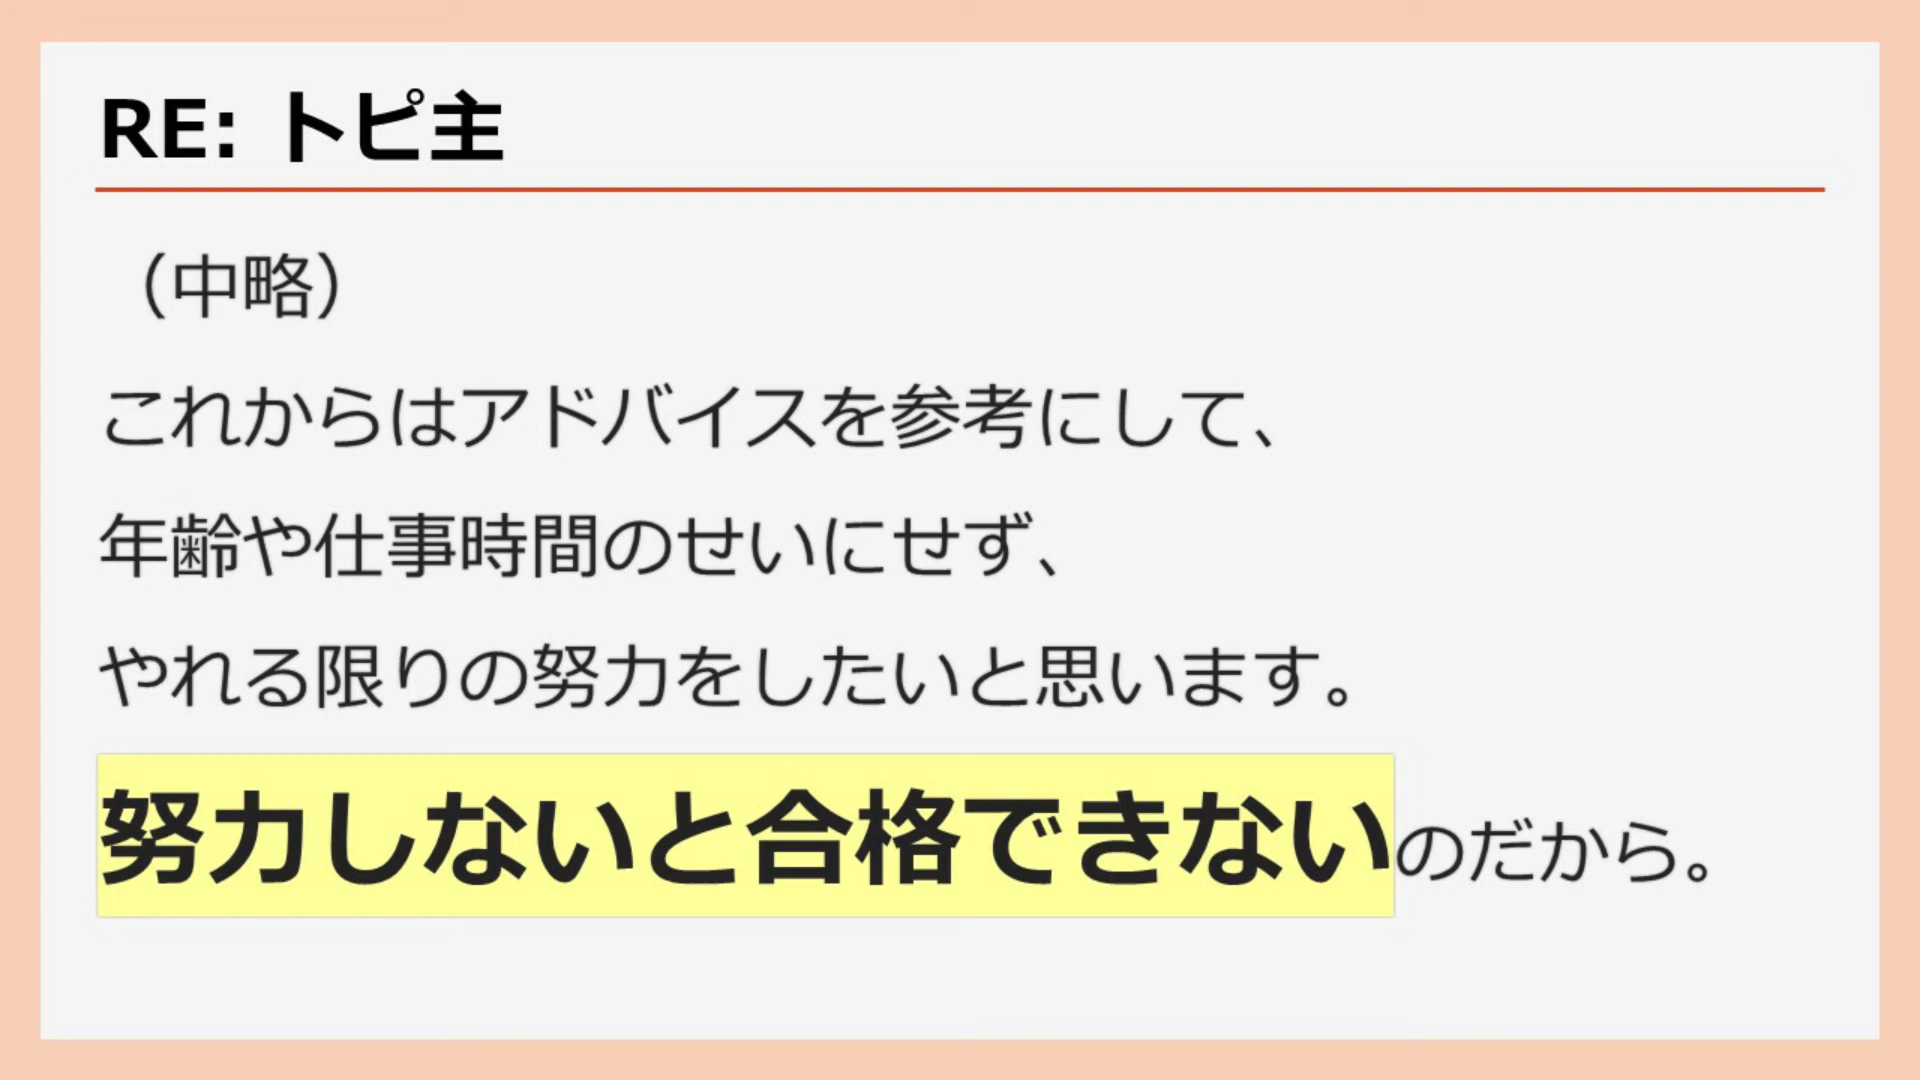 RE: トピ主
（中略）
これからはアドバイスを参考にして、
年齢や仕事時間のせいにせず、
やれる限りの努力をしたいと思います。
努力しないと合格できないのだから。